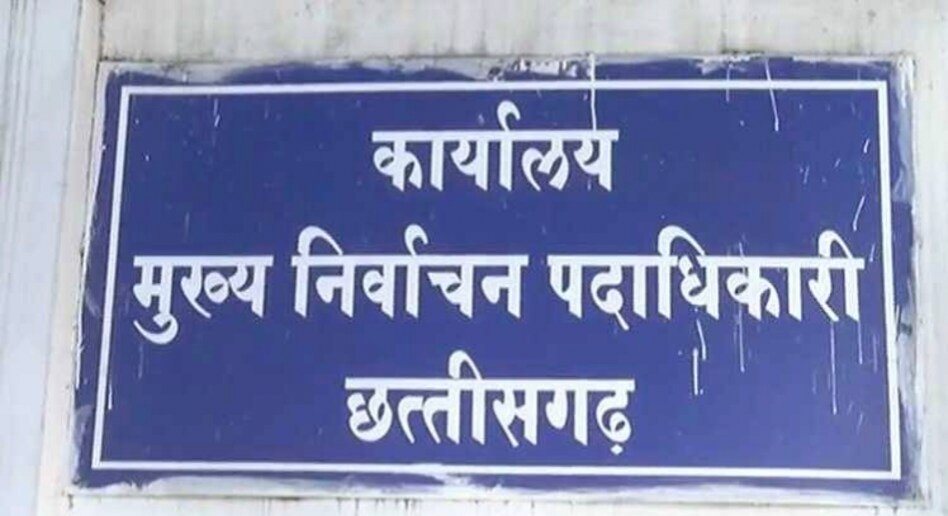 कार्यालय
मुख्य निर्वाचन पदाधिकारी
छत्तीसगढ़